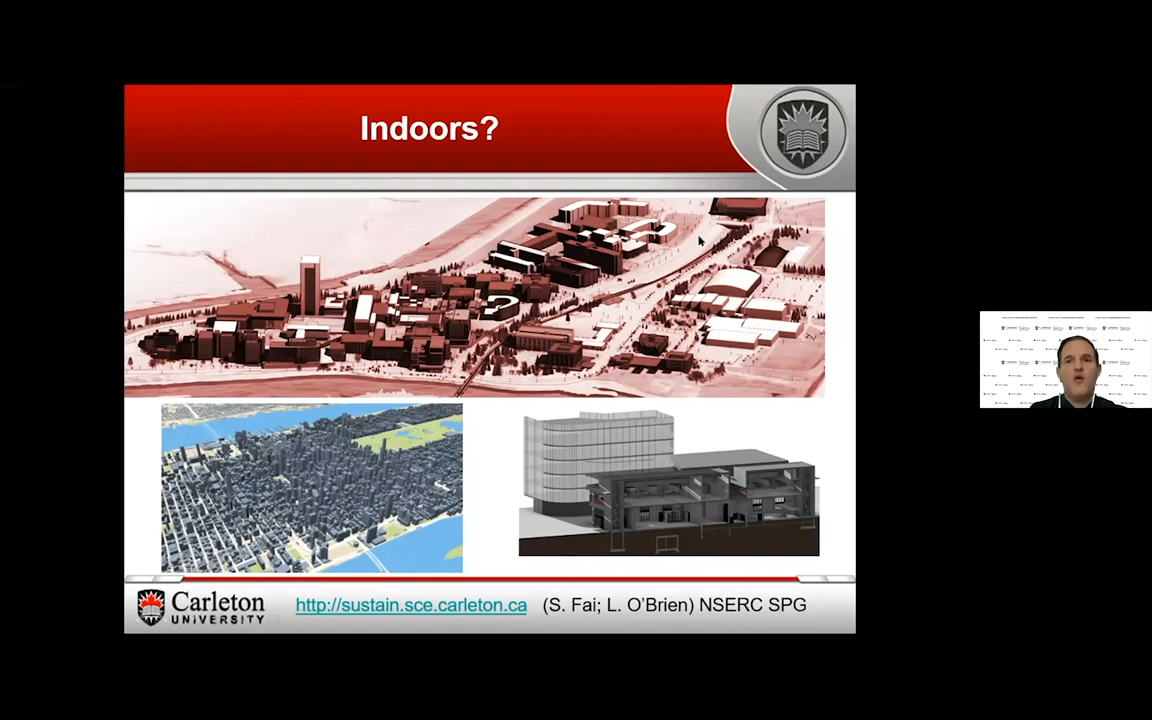 Indoors?
Carleton
UNIVERSITY
http://sustain.sce.carleton.ca (S. Fai; L. O'Brien) NSERC SPG